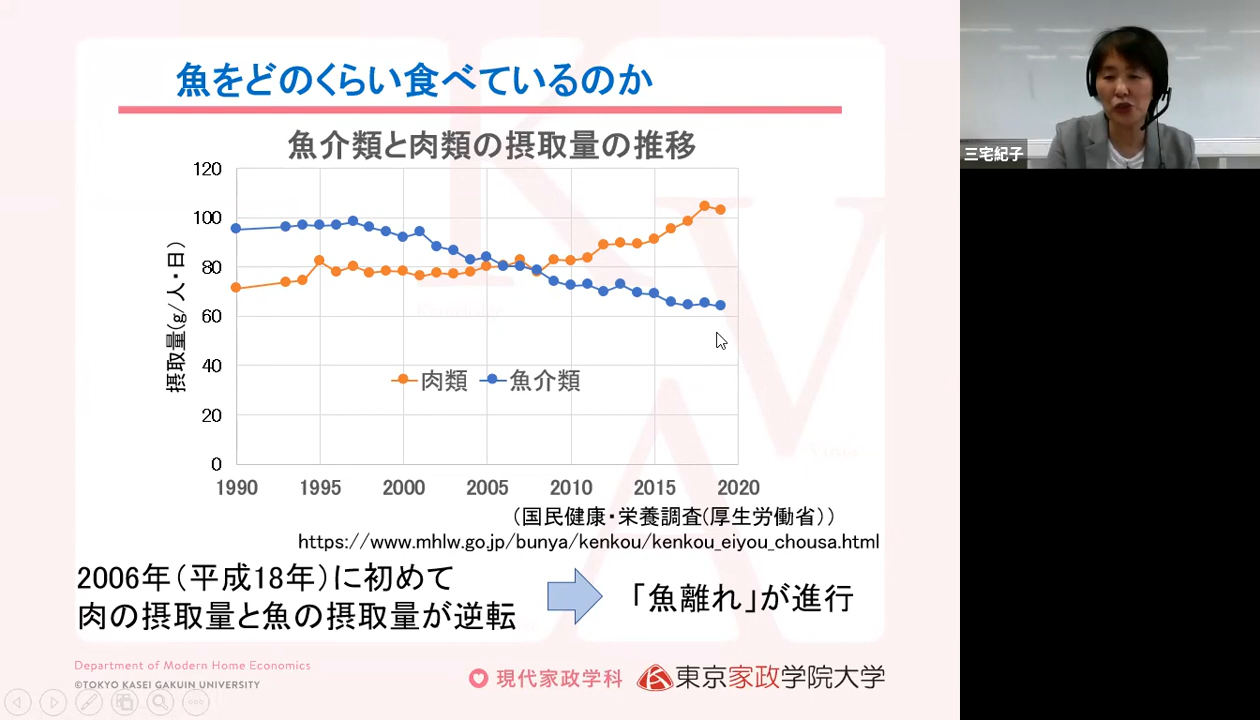 魚をどのくらい食べているのか
魚介類と肉類の摂取量の推移
120
100
80
60
40
20
0
摂取量(g/人・日)
肉類 魚介類
1990 1995 2000 2005 2010 2015 2020
(国民健康・栄養調査(厚生労働省))
https://www.mhlw.go.jp/bunya/kenkou/kenkou_eiyou_chousa.html
2006年(平成18年)に初めて
肉の摂取量と魚の摂取量が逆転
「魚離れ」が進行
Department of Modern Home Economics
©TOKYO KASEI GAKUIN UNIVERSITY
現代家政学科
東京家政学院大学
三宅紀子